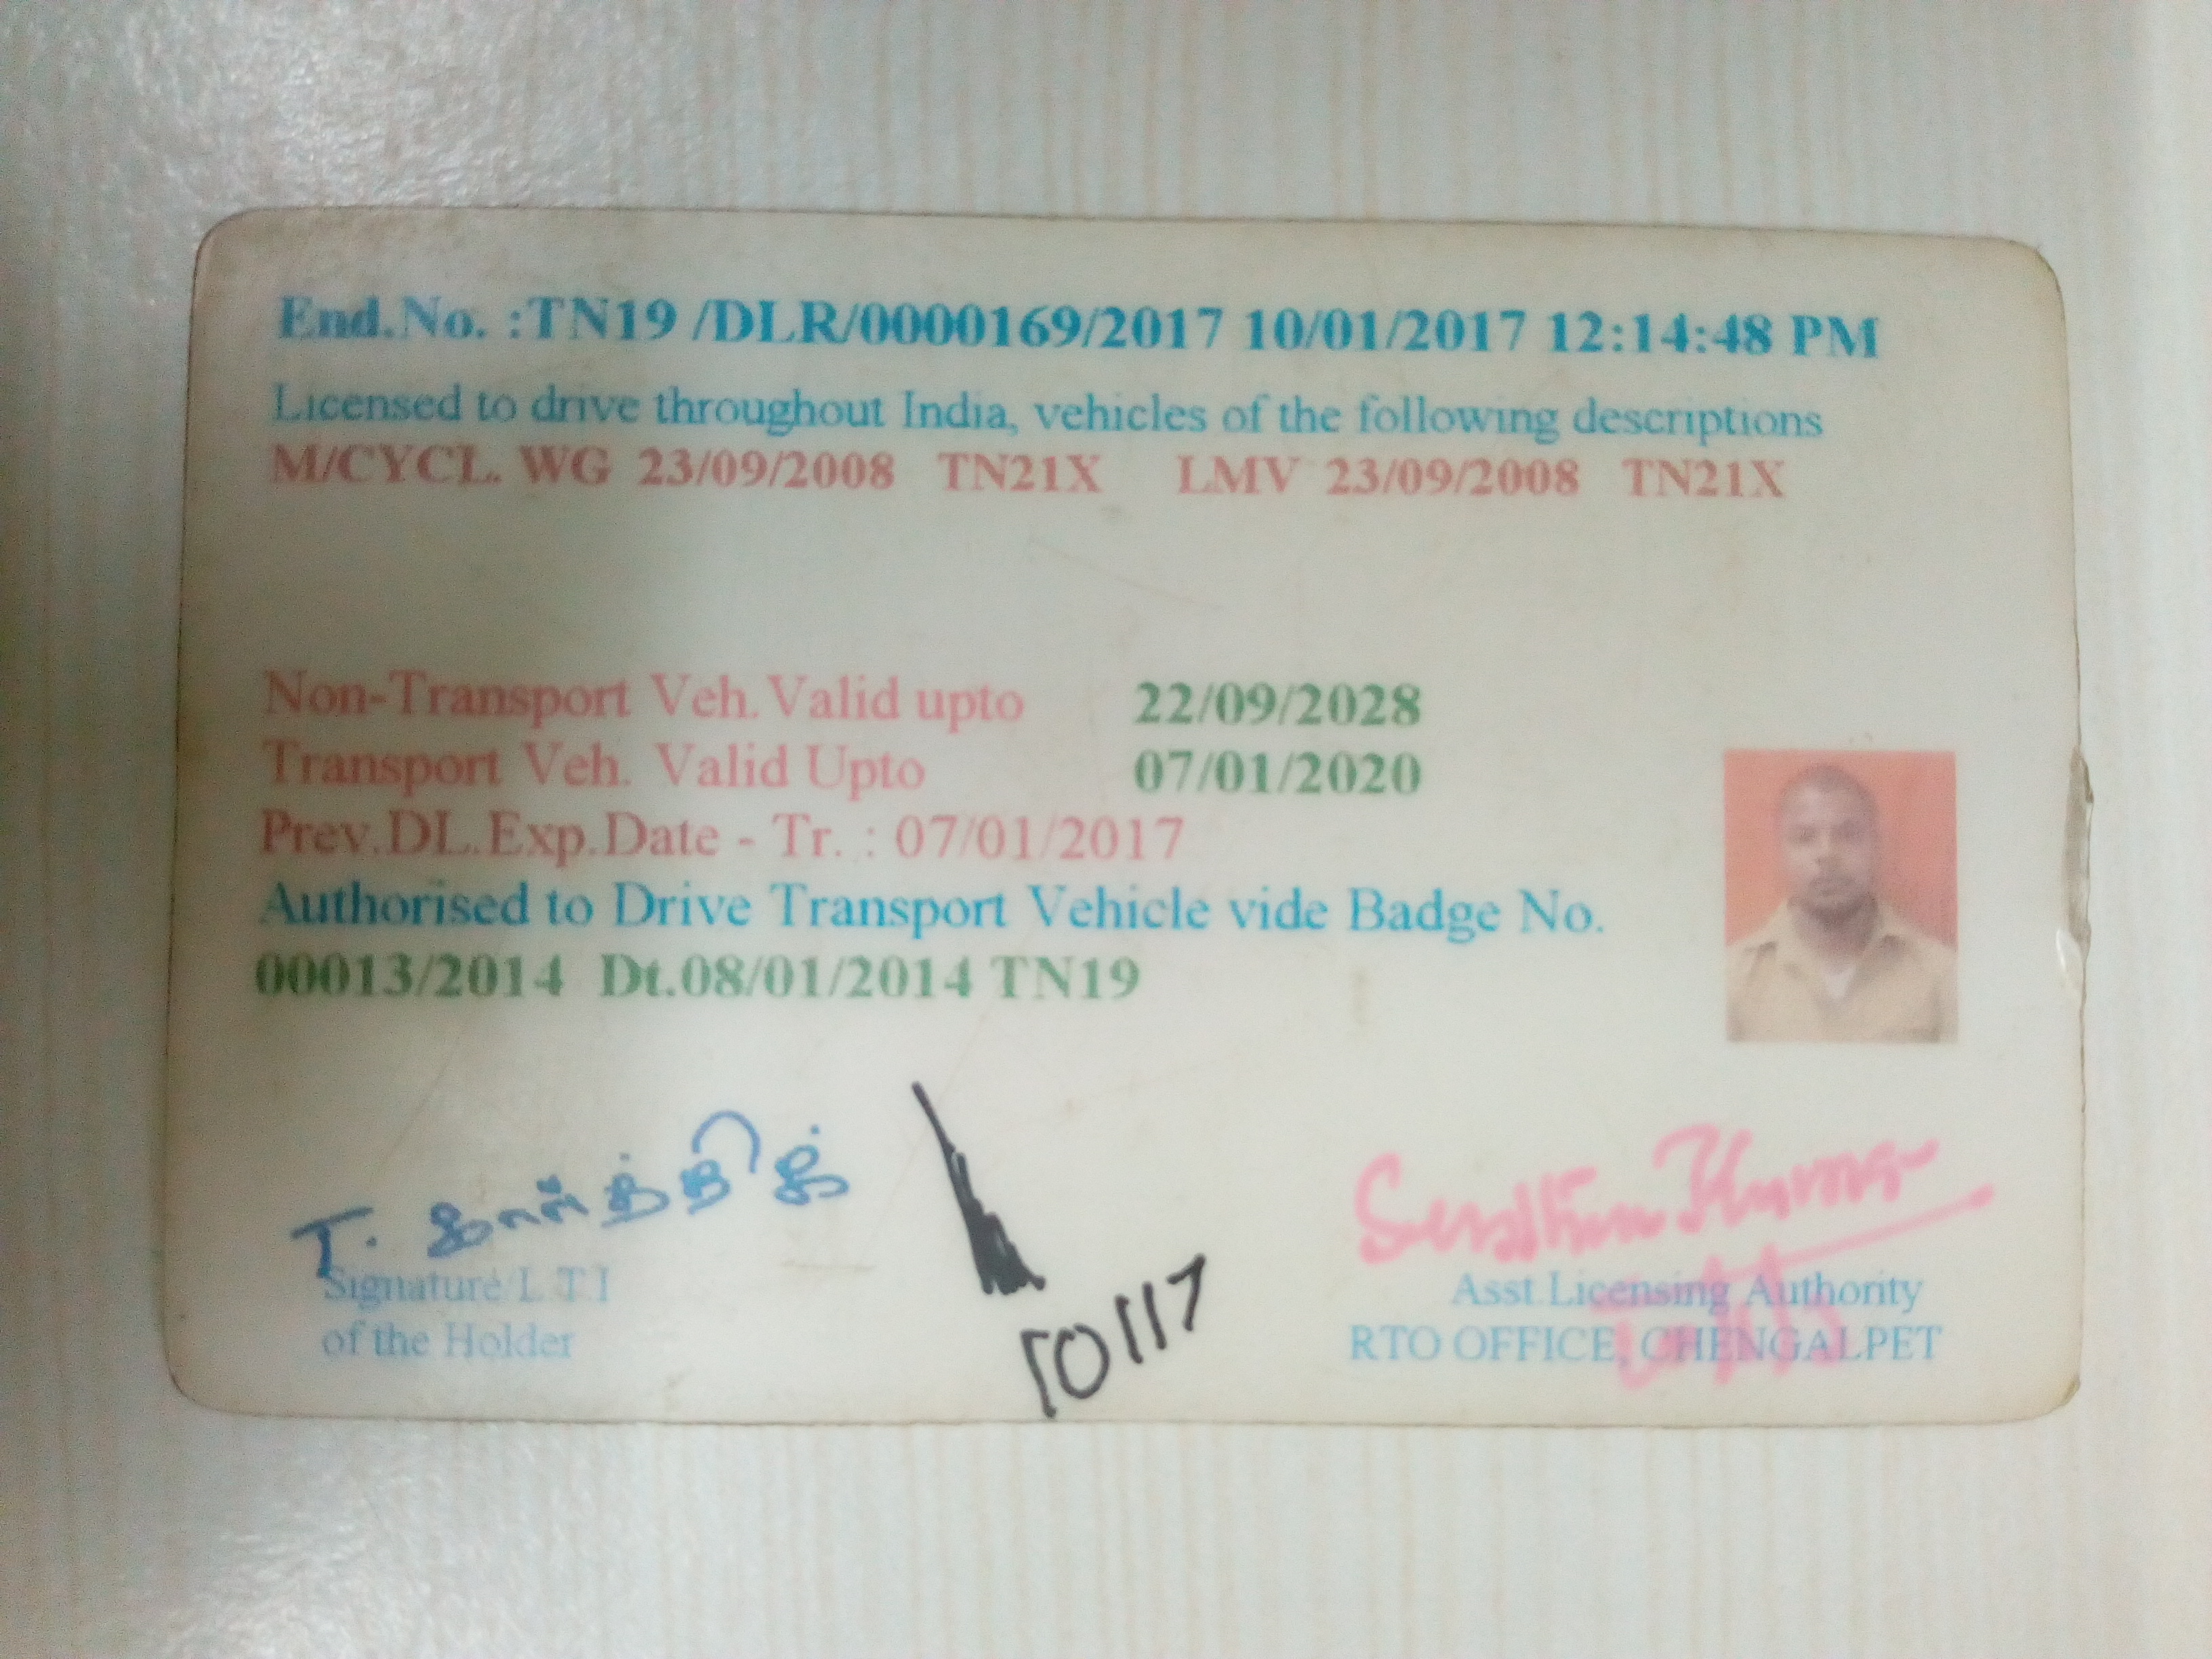 End.No. :TN19 /DLR/0000169/2017 10/01/2017 12:14:48 PM
Licensed to drive throughout India, vehicles of the following descriptions
M/CYCL. WG 23/09/2008 TN21X LMV 23/09/2008 TN21X
Non-Transport Veh.Valid upto 22/09/2028
Transport Veh. Valid Upto 07/01/2020
Prev.DL.Exp.Date - Tr. : 07/01/2017
Authorised to Drive Transport Vehicle vide Badge No.
00013/2014 Dt.08/01/2014 TN19
T. கார்த்திக்
Signature/L.T.I
of the Holder
10/1/17
Asst.Licensing Authority
RTO OFFICE, CHENGALPET